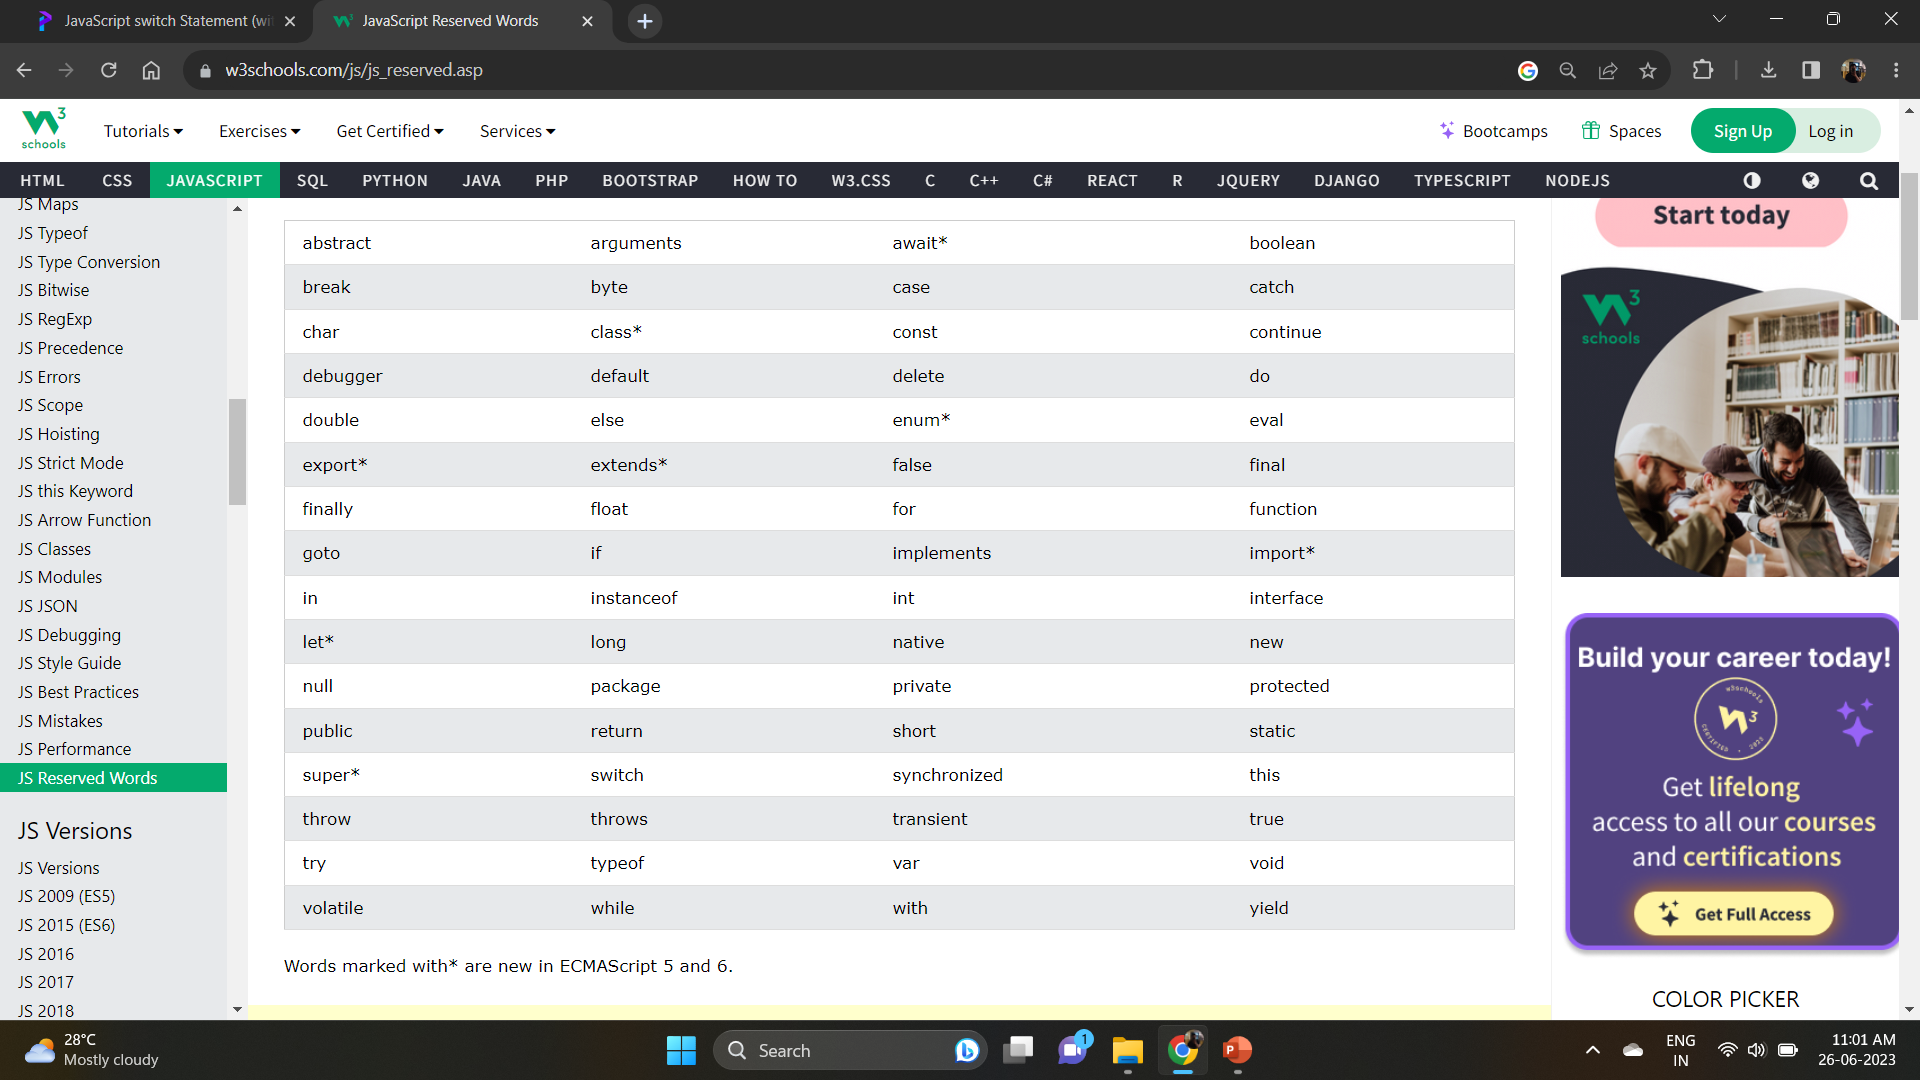 JavaScript switch Statement (wi
JavaScript Reserved Words
w3schools.com/js/js_reserved.asp
3
schools
Tutorials
Exercises
Get Certified
Services
Bootcamps
Spaces
Sign Up
Log in
HTML CSS JAVASCRIPT SQL PYTHON JAVA PHP BOOTSTRAP HOW TO W3.CSS C C++ C# REACT R JQUERY DJANGO TYPESCRIPT NODEJS
JS Maps
JS Typeof
JS Type Conversion
JS Bitwise
JS RegExp
JS Precedence
JS Errors
JS Scope
JS Hoisting
JS Strict Mode
JS this Keyword
JS Arrow Function
JS Classes
JS Modules
JS JSON
JS Debugging
JS Style Guide
JS Best Practices
JS Mistakes
JS Performance
JS Reserved Words
JS Versions
JS Versions
JS 2009 (ES5)
JS 2015 (ES6)
JS 2016
JS 2017
JS 2018
abstract arguments await* boolean
break byte case catch
char class* const continue
debugger default delete do
double else enum* eval
export* extends* false final
finally float for function
goto if implements import*
in instanceof int interface
let* long native new
null package private protected
public return short static
super* switch synchronized this
throw throws transient true
try typeof var void
volatile while with yield
Words marked with* are new in ECMAScript 5 and 6.
Start today
3
schools
Build your career today!
w3schools
3
CERTIFIED
Get lifelong
access to all our courses
and certifications
Get Full Access
COLOR PICKER
28°C
Mostly cloudy
Search
1
P
ENG
IN
11:01 AM
26-06-2023